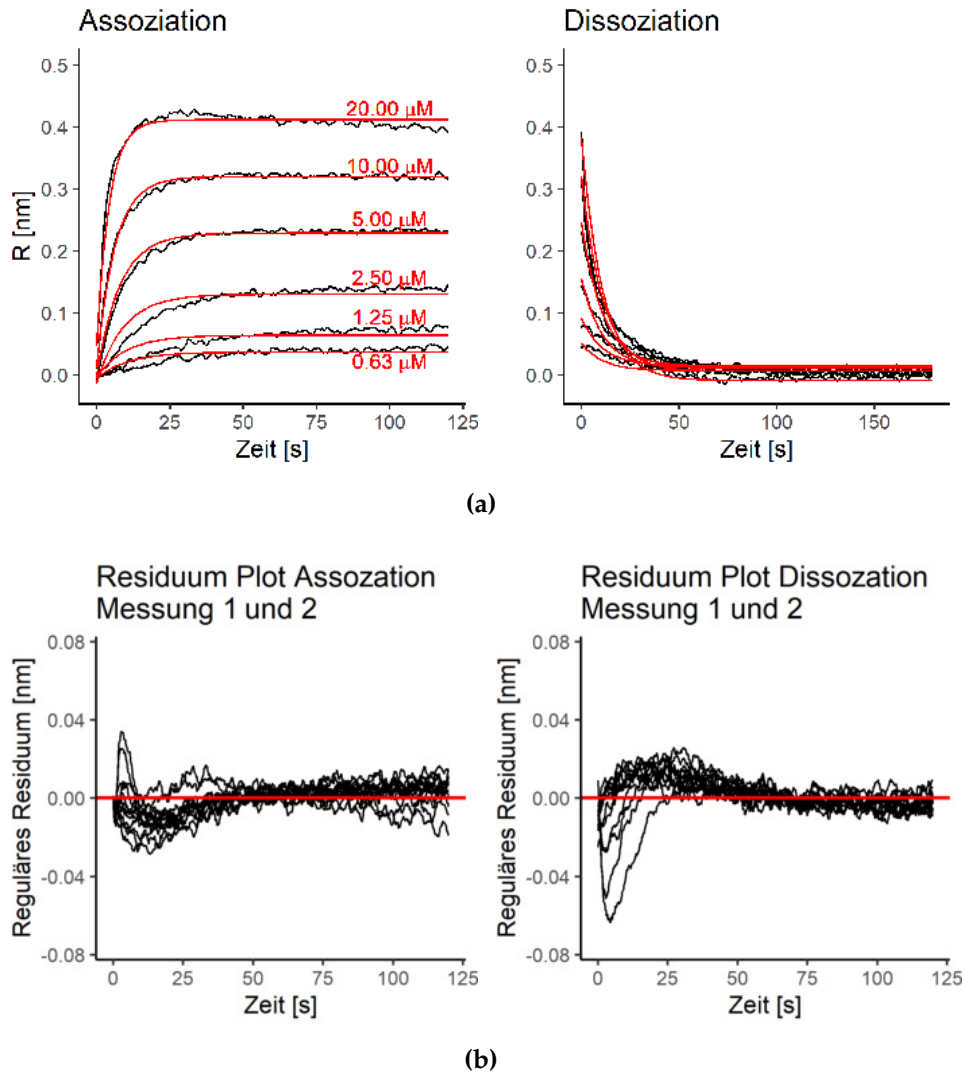 Assoziation
0.5
0.4
0.3
0.2
0.1
0.0
R [nm]
20.00 µM
10.00 µM
5.00 µM
2.50 µM
1.25 µM
0.63 µM
0 25 50 75 100 125
Zeit [s]
Dissoziation
0.5
0.4
0.3
0.2
0.1
0.0
0 50 100 150
Zeit [s]
(a)
Residuum Plot Assozation
Messung 1 und 2
0.08
0.04
0.00
-0.04
-0.08
Reguläres Residuum [nm]
0 25 50 75 100 125
Zeit [s]
Residuum Plot Dissozation
Messung 1 und 2
0.08
0.04
0.00
-0.04
-0.08
Reguläres Residuum [nm]
0 25 50 75 100 125
Zeit [s]
(b)